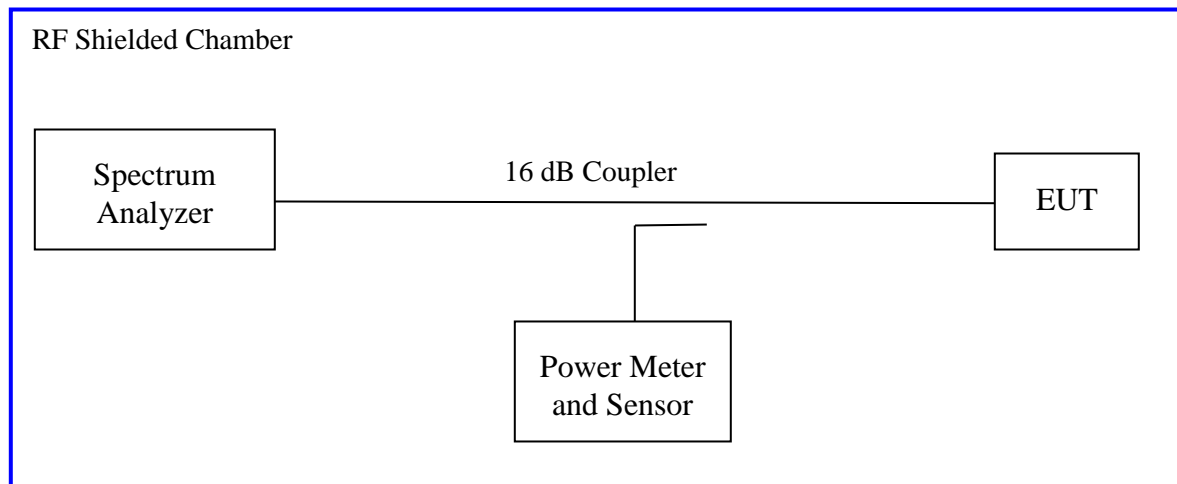 RF Shielded Chamber
16 dB Coupler
Spectrum
Analyzer
EUT
Power Meter
and Sensor